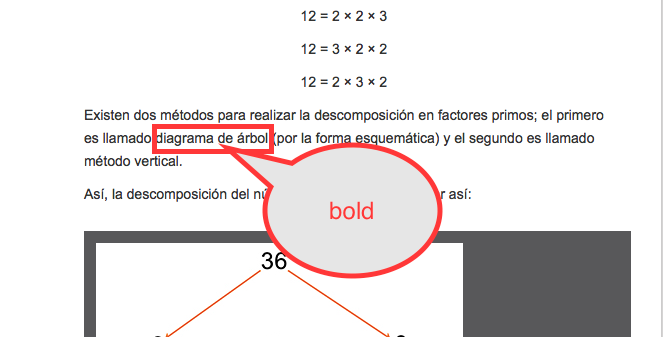 12 = 2 × 2 × 3
12 = 3 × 2 × 2
12 = 2 × 3 × 2
Existen dos métodos para realizar la descomposición en factores primos; el primero
es llamado diagrama de árbol (por la forma esquemática) y el segundo es llamado
método vertical.
Así, la descomposición del r así:
bold
36